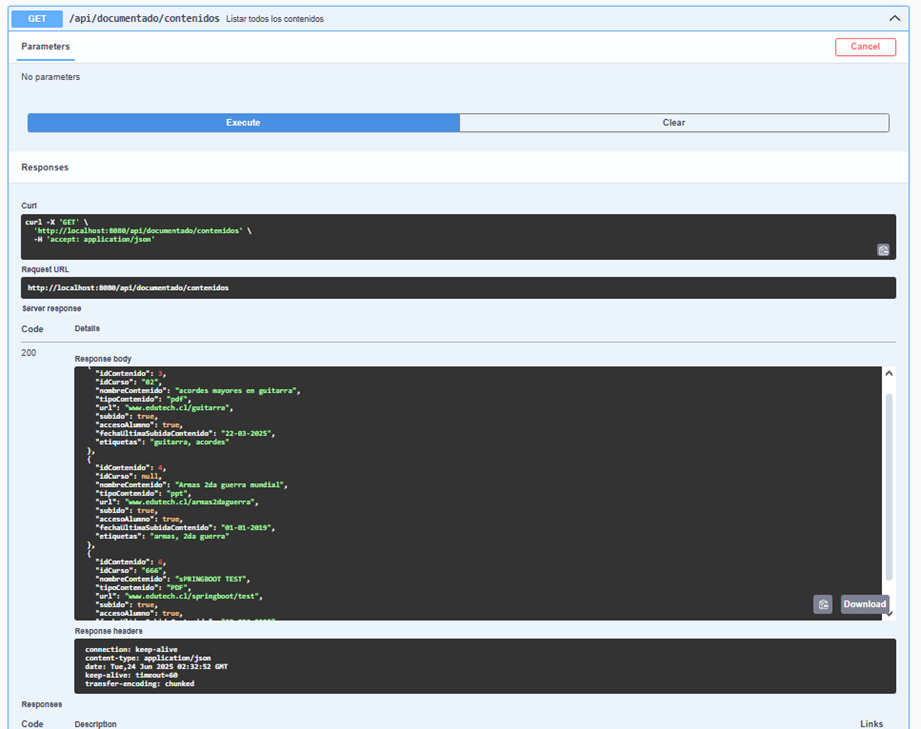 GET /api/documentado/contenidos Listar todos los contenidos
Parameters
Cancel
No parameters
Execute
Clear
Responses
Curl
curl -X 'GET' \
'http://localhost:8080/api/documentado/contenidos' \
-H 'accept: application/json'
Request URL
http://localhost:8080/api/documentado/contenidos
Server response
Code Details
200
Response body
{
"idContenido": 3,
"idCurso": "02",
"nombreContenido": "acordes mayores en guitarra",
"tipoContenido": "pdf",
"url": "www.edutech.cl/guitarra",
"subido": true,
"accesoAlumno": true,
"fechaUltimaSubidaContenido": "22-03-2025",
"etiquetas": "guitarra, acordes"
},
{
"idContenido": 4,
"idCurso": null,
"nombreContenido": "Armas 2da guerra mundial",
"tipoContenido": "ppt",
"url": "www.edutech.cl/armas2daguerra",
"subido": true,
"accesoAlumno": true,
"fechaUltimaSubidaContenido": "01-01-2019",
"etiquetas": "armas, 2da guerra"
},
{
"idContenido": 6,
"idCurso": "666",
"nombreContenido": "sPRINGBOOT TEST",
"tipoContenido": "PDF",
"url": "www.edutech.cl/springboot/test",
"subido": true,
"accesoAlumno": true,
Download
Response headers
connection: keep-alive
content-type: application/json
date: Tue,24 Jun 2025 02:32:52 GMT
keep-alive: timeout=60
transfer-encoding: chunked
Responses
Code Description Links